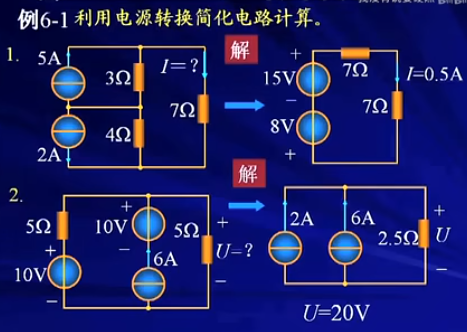 例6-1 利用电源转换简化电路计算。
1.
5A
3Ω
I=?
7Ω
4Ω
2A
解
+
15V
−
8V
+
7Ω
I=0.5A
7Ω
2.
5Ω
+
10V
−
+
10V
−
6A
5Ω
+
U=?
−
解
2A
6A
2.5Ω
+
U
−
U=20V